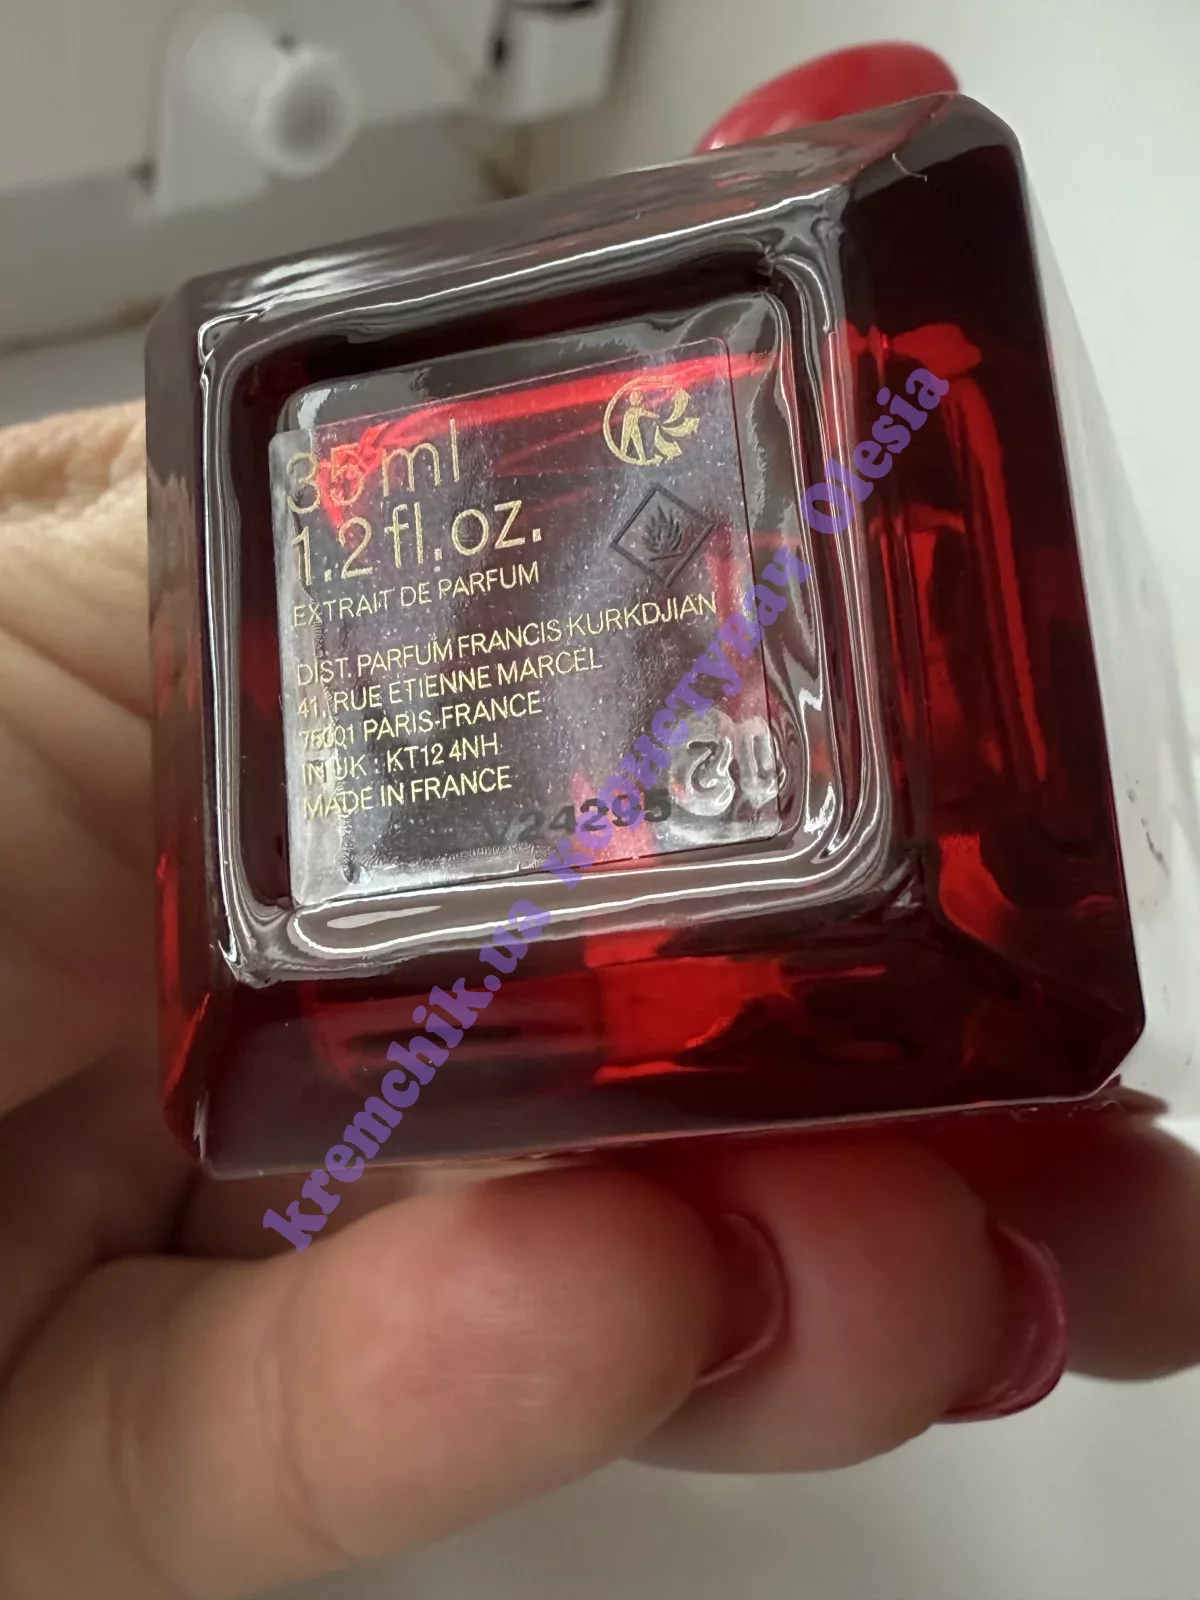 35 ml
1.2 fl. oz.
EXTRAIT DE PARFUM
DIST. PARFUM FRANCIS KURKDJIAN
41, RUE ETIENNE MARCEL
75001 PARIS-FRANCE
IN UK : KT12 4NH
MADE IN FRANCE
V24295
12
kremchik.ua користувач Olesia